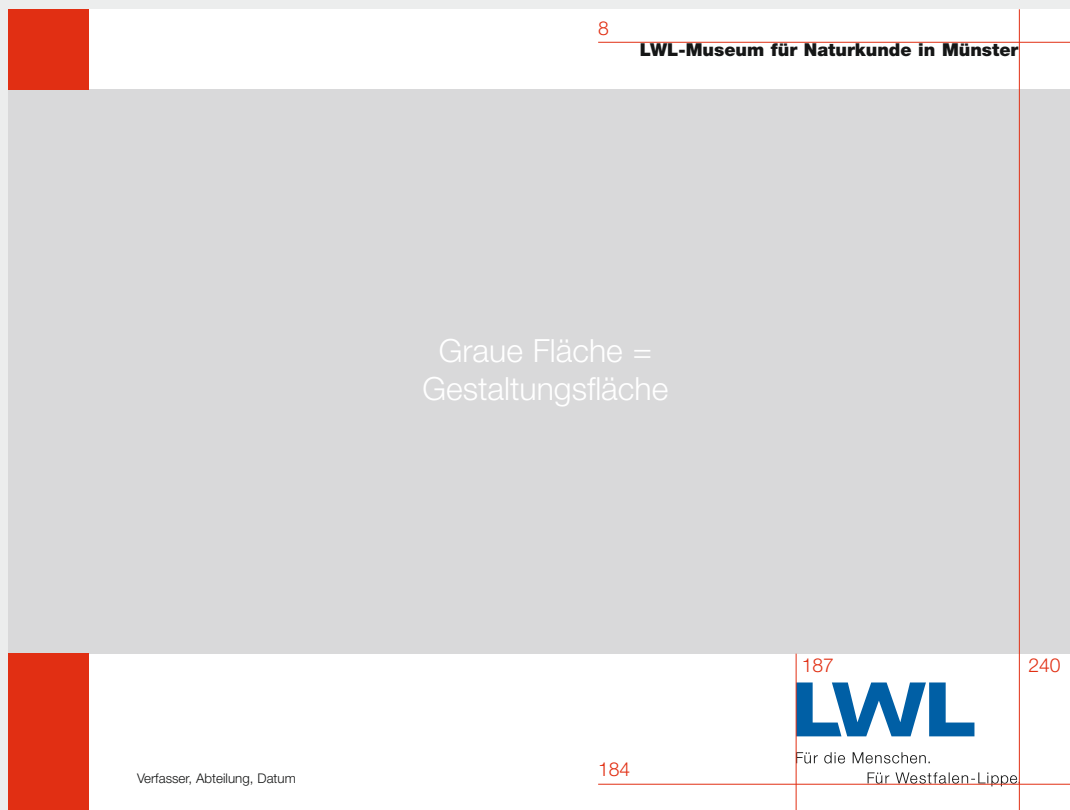 8
LWL-Museum für Naturkunde in Münster
Graue Fläche =
Gestaltungsfläche
187
240
LWL
Für die Menschen.
Für Westfalen-Lippe
184
Verfasser, Abteilung, Datum